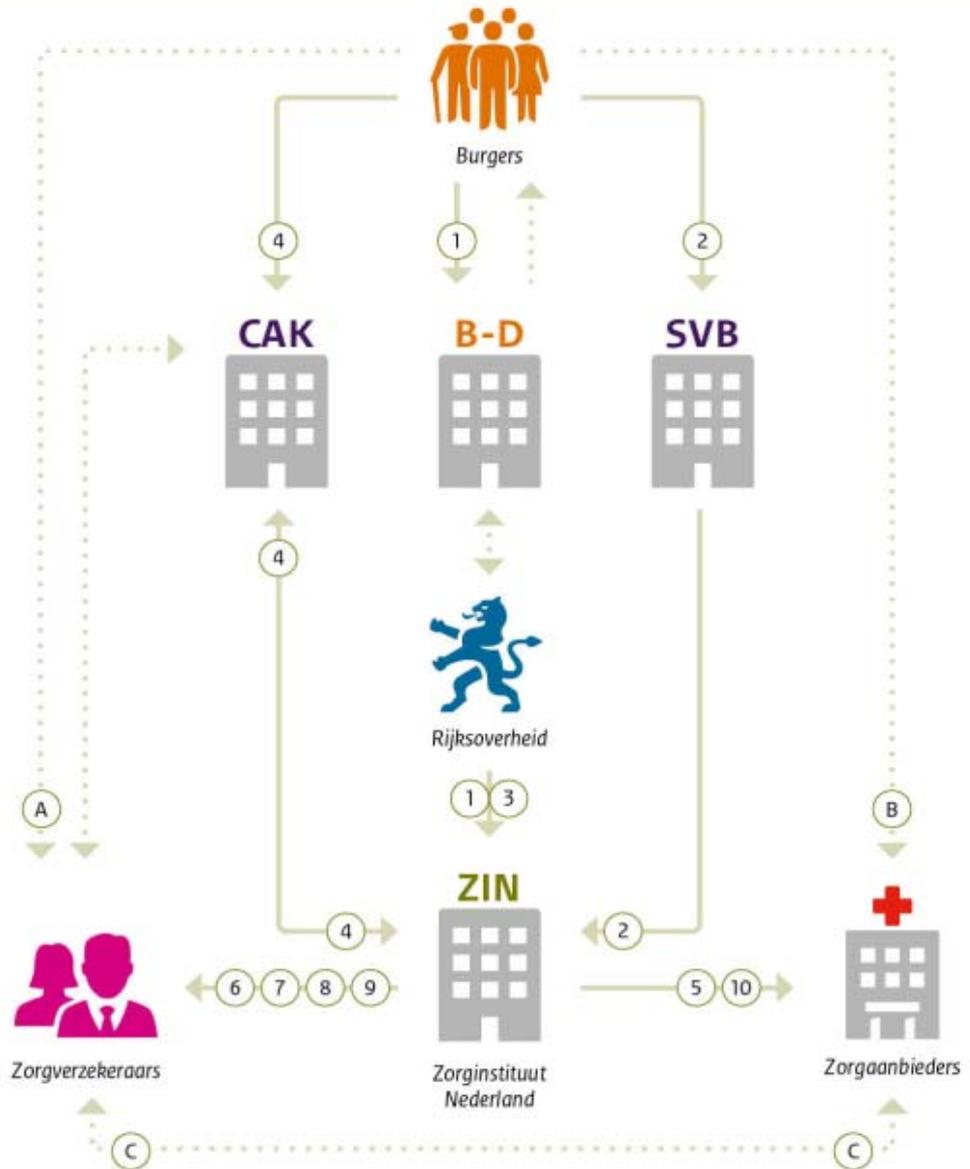 Burgers
4
1
2
CAK
B-D
SVB
4
Rijksoverheid
A
1 3
B
ZIN
4
2
6 7 8 9
5 10
Zorgverzekeraars
Zorginstituut
Nederland
Zorgaanbieders
C
C